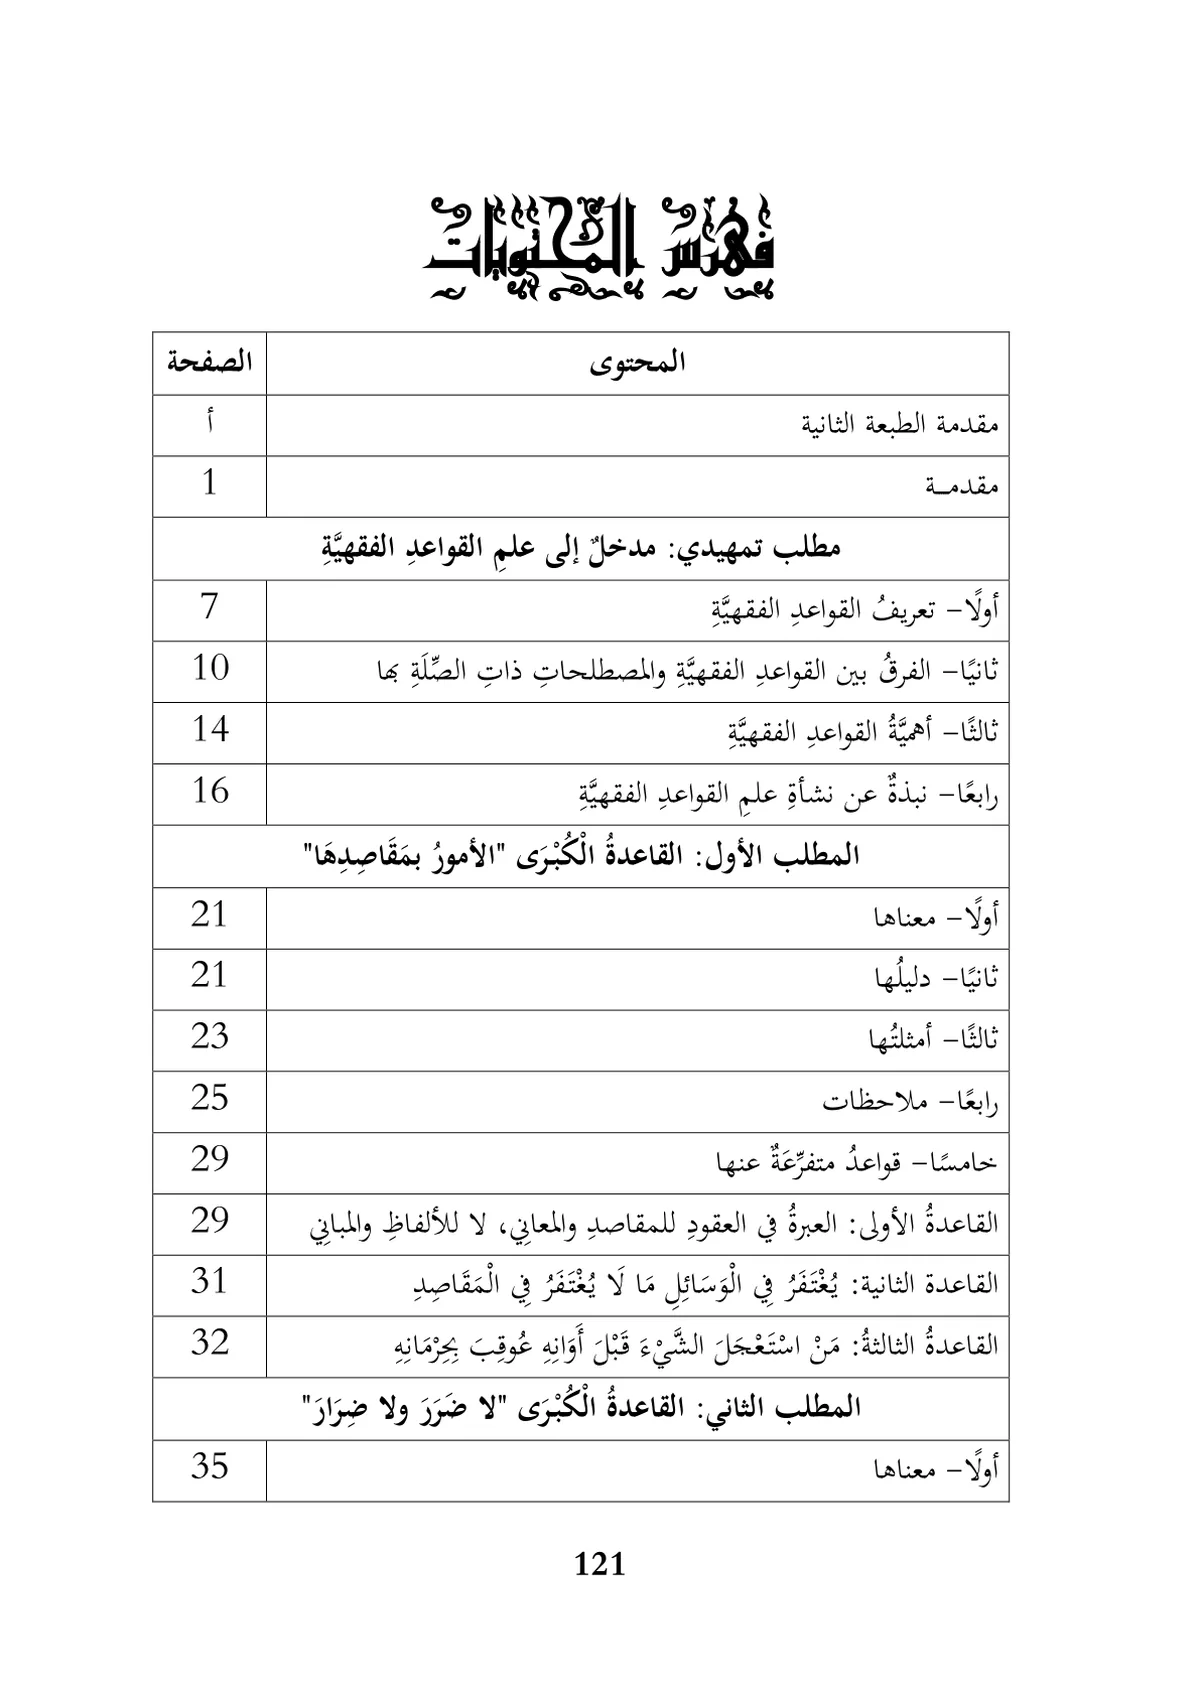 فهرس المحتويات
المحتوى الصفحة
مقدمة الطبعة الثانية أ
مقدمـة 1
مطلب تمهيدي: مدخلٌ إلى علمِ القواعدِ الفقهيَّةِ
أولًا- تعريفُ القواعدِ الفقهيَّةِ 7
ثانيًا- الفرقُ بين القواعدِ الفقهيَّةِ والمصطلحاتِ ذاتِ الصِّلَةِ بها 10
ثالثًا- أهميَّةُ القواعدِ الفقهيَّةِ 14
رابعًا- نبذةٌ عن نشأةِ علمِ القواعدِ الفقهيَّةِ 16
المطلب الأول: القاعدةُ الْكُبْرَى "الأمورُ بمَقَاصِدِهَا"
أولًا- معناها 21
ثانيًا- دليلُها 21
ثالثًا- أمثلتُها 23
رابعًا- ملاحظات 25
خامسًا- قواعدُ متفرِّعَةٌ عنها 29
القاعدةُ الأولى: العبرةُ في العقودِ للمقاصدِ والمعانِي، لا للألفاظِ والمبانِي 29
القاعدة الثانية: يُغْتَفَرُ فِي الْوَسَائِلِ مَا لَا يُغْتَفَرُ فِي الْمَقَاصِدِ 31
القاعدةُ الثالثةُ: مَنْ اسْتَعْجَلَ الشَّيْءَ قَبْلَ أَوَانِهِ عُوقِبَ بِحِرْمَانِهِ 32
المطلب الثاني: القاعدةُ الْكُبْرَى "لا ضَرَرَ ولا ضِرَارَ"
أولًا- معناها 35
121